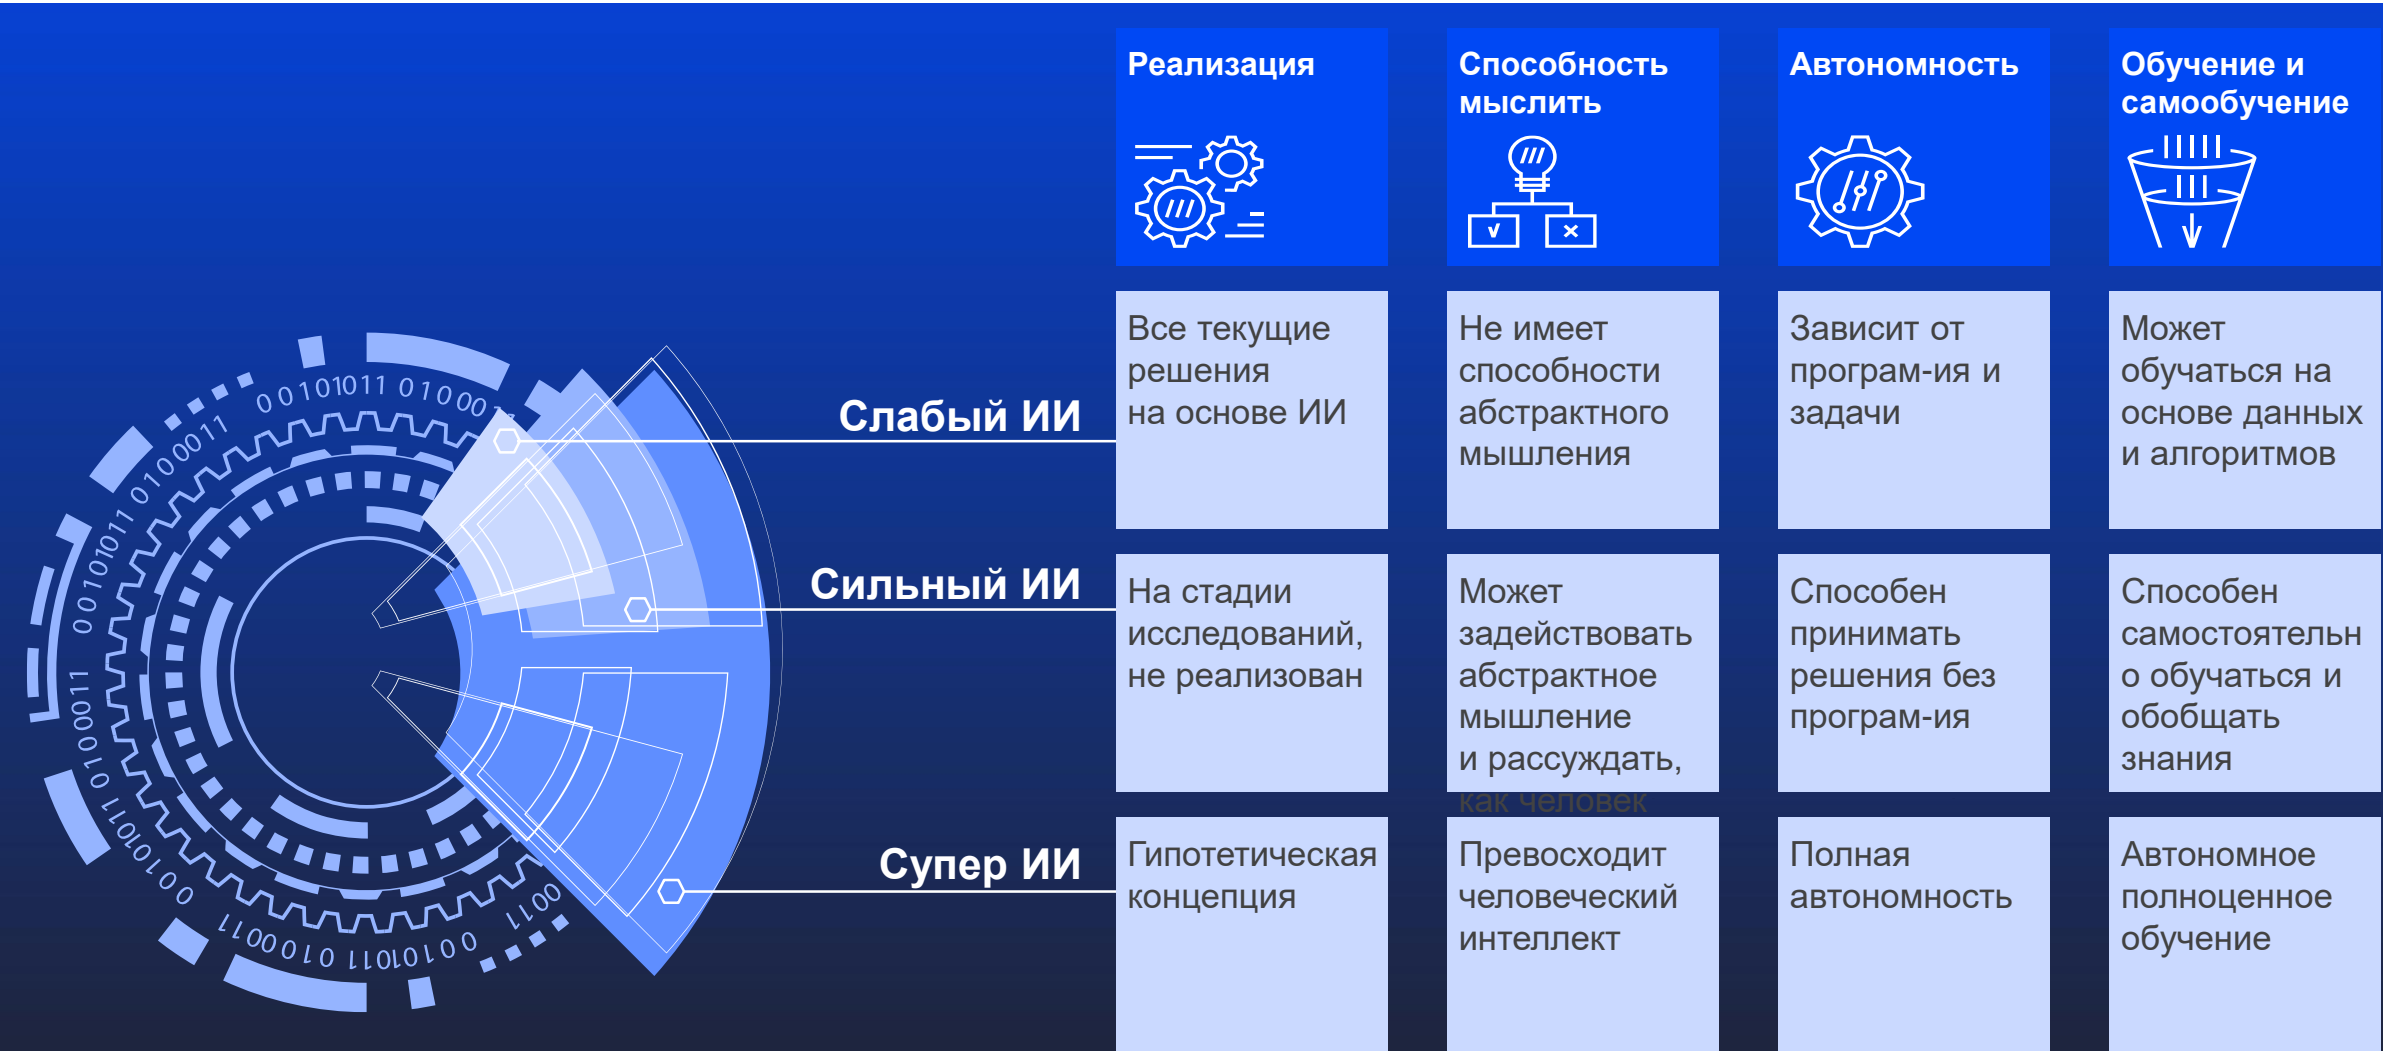 Реализация
Способность
мыслить
Автономность
Обучение и
самообучение
Слабый ИИ
Все текущие
решения
на основе ИИ
Не имеет
способности
абстрактного
мышления
Зависит от
програм-ия и
задачи
Может
обучаться на
основе данных
и алгоритмов
Сильный ИИ
На стадии
исследований,
не реализован
Может
задействовать
абстрактное
мышление
и рассуждать,
как человек
Способен
принимать
решения без
програм-ия
Способен
самостоятельн
о обучаться и
обобщать
знания
Супер ИИ
Гипотетическая
концепция
Превосходит
человеческий
интеллект
Полная
автономность
Автономное
полноценное
обучение